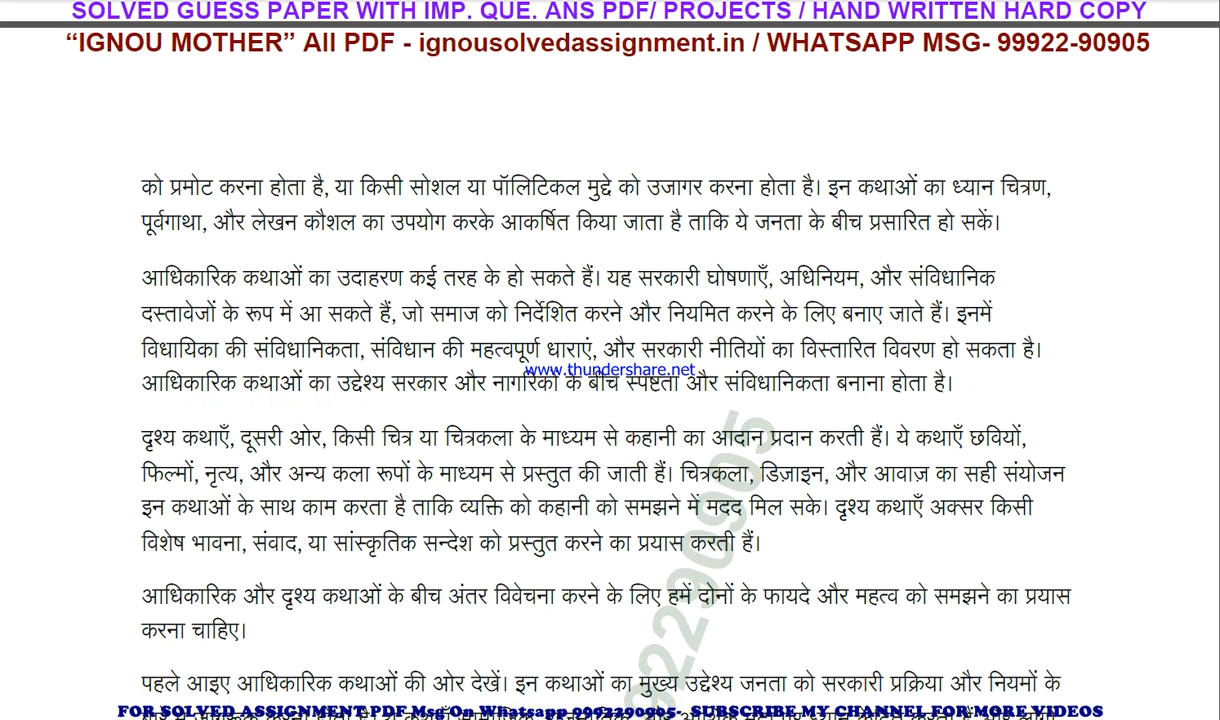 SOLVED GUESS PAPER WITH IMP. QUE. ANS PDF/ PROJECTS / HAND WRITTEN HARD COPY
“IGNOU MOTHER” All PDF - ignousolvedassignment.in / WHATSAPP MSG- 99922-90905
को प्रमोट करना होता है, या किसी सोशल या पॉलिटिकल मुद्दे को उजागर करना होता है। इन कथाओं का ध्यान चित्रण,
पूर्वगाथा, और लेखन कौशल का उपयोग करके आकर्षित किया जाता है ताकि ये जनता के बीच प्रसारित हो सकें।
आधिकारिक कथाओं का उदाहरण कई तरह के हो सकते हैं। यह सरकारी घोषणाएँ, अधिनियम, और संविधानिक
दस्तावेजों के रूप में आ सकते हैं, जो समाज को निर्देशित करने और नियमित करने के लिए बनाए जाते हैं। इनमें
विधायिका की संविधानिकता, संविधान की महत्वपूर्ण धाराएं, और सरकारी नीतियों का विस्तारित विवरण हो सकता है।
www.thundershare.net
आधिकारिक कथाओं का उद्देश्य सरकार और नागरिकों के बीच स्पष्टता और संविधानिकता बनाना होता है।
दृश्य कथाएँ, दूसरी ओर, किसी चित्र या चित्रकला के माध्यम से कहानी का आदान प्रदान करती हैं। ये कथाएँ छवियों,
फिल्मों, नृत्य, और अन्य कला रूपों के माध्यम से प्रस्तुत की जाती हैं। चित्रकला, डिज़ाइन, और आवाज़ का सही संयोजन
इन कथाओं के साथ काम करता है ताकि व्यक्ति को कहानी को समझने में मदद मिल सके। दृश्य कथाएँ अक्सर किसी
विशेष भावना, संवाद, या सांस्कृतिक सन्देश को प्रस्तुत करने का प्रयास करती हैं।
आधिकारिक और दृश्य कथाओं के बीच अंतर विवेचना करने के लिए हमें दोनों के फायदे और महत्व को समझने का प्रयास
करना चाहिए।
पहले आइए आधिकारिक कथाओं की ओर देखें। इन कथाओं का मुख्य उद्देश्य जनता को सरकारी प्रक्रिया और नियमों के
FOR SOLVED ASSIGNMENT PDF Msg On Whatsapp 9992290905- SUBSCRIBE MY CHANNEL FOR MORE VIDEOS